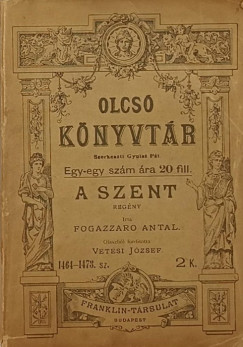 OLCSÓ
KÖNYVTÁR
Szerkeszti Gyulai Pál
Egy-egy szám ára 20 fill.
A SZENT
REGÉNY
Irta
FOGAZZARO ANTAL.
Olaszból fordította
VETÉSI JÓZSEF.
1464–1473. sz. 2 K.
FRANKLIN-TÁRSULAT
BUDAPEST